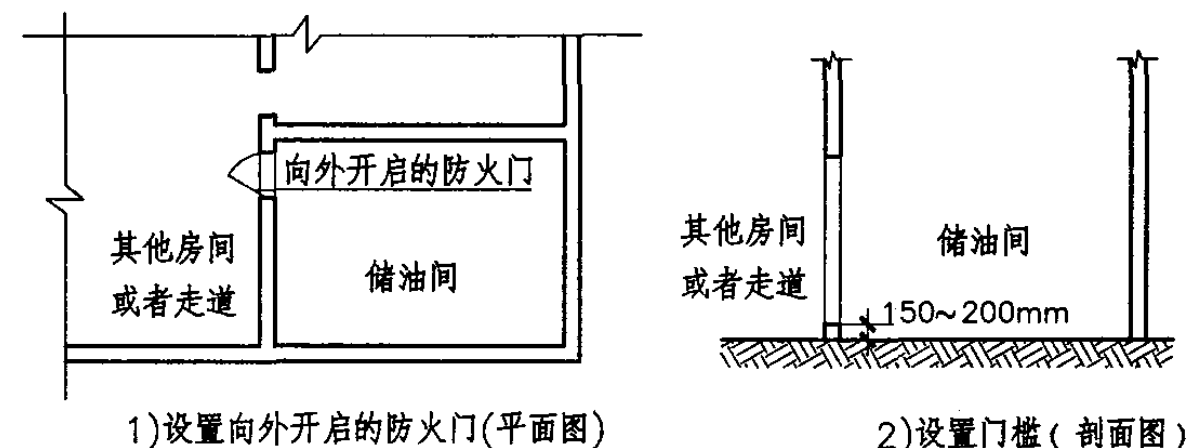 向外开启的防火门
其他房间
或者走道
储油间
1)设置向外开启的防火门(平面图)
其他房间
或者走道
储油间
150~200mm
2)设置门槛(剖面图)